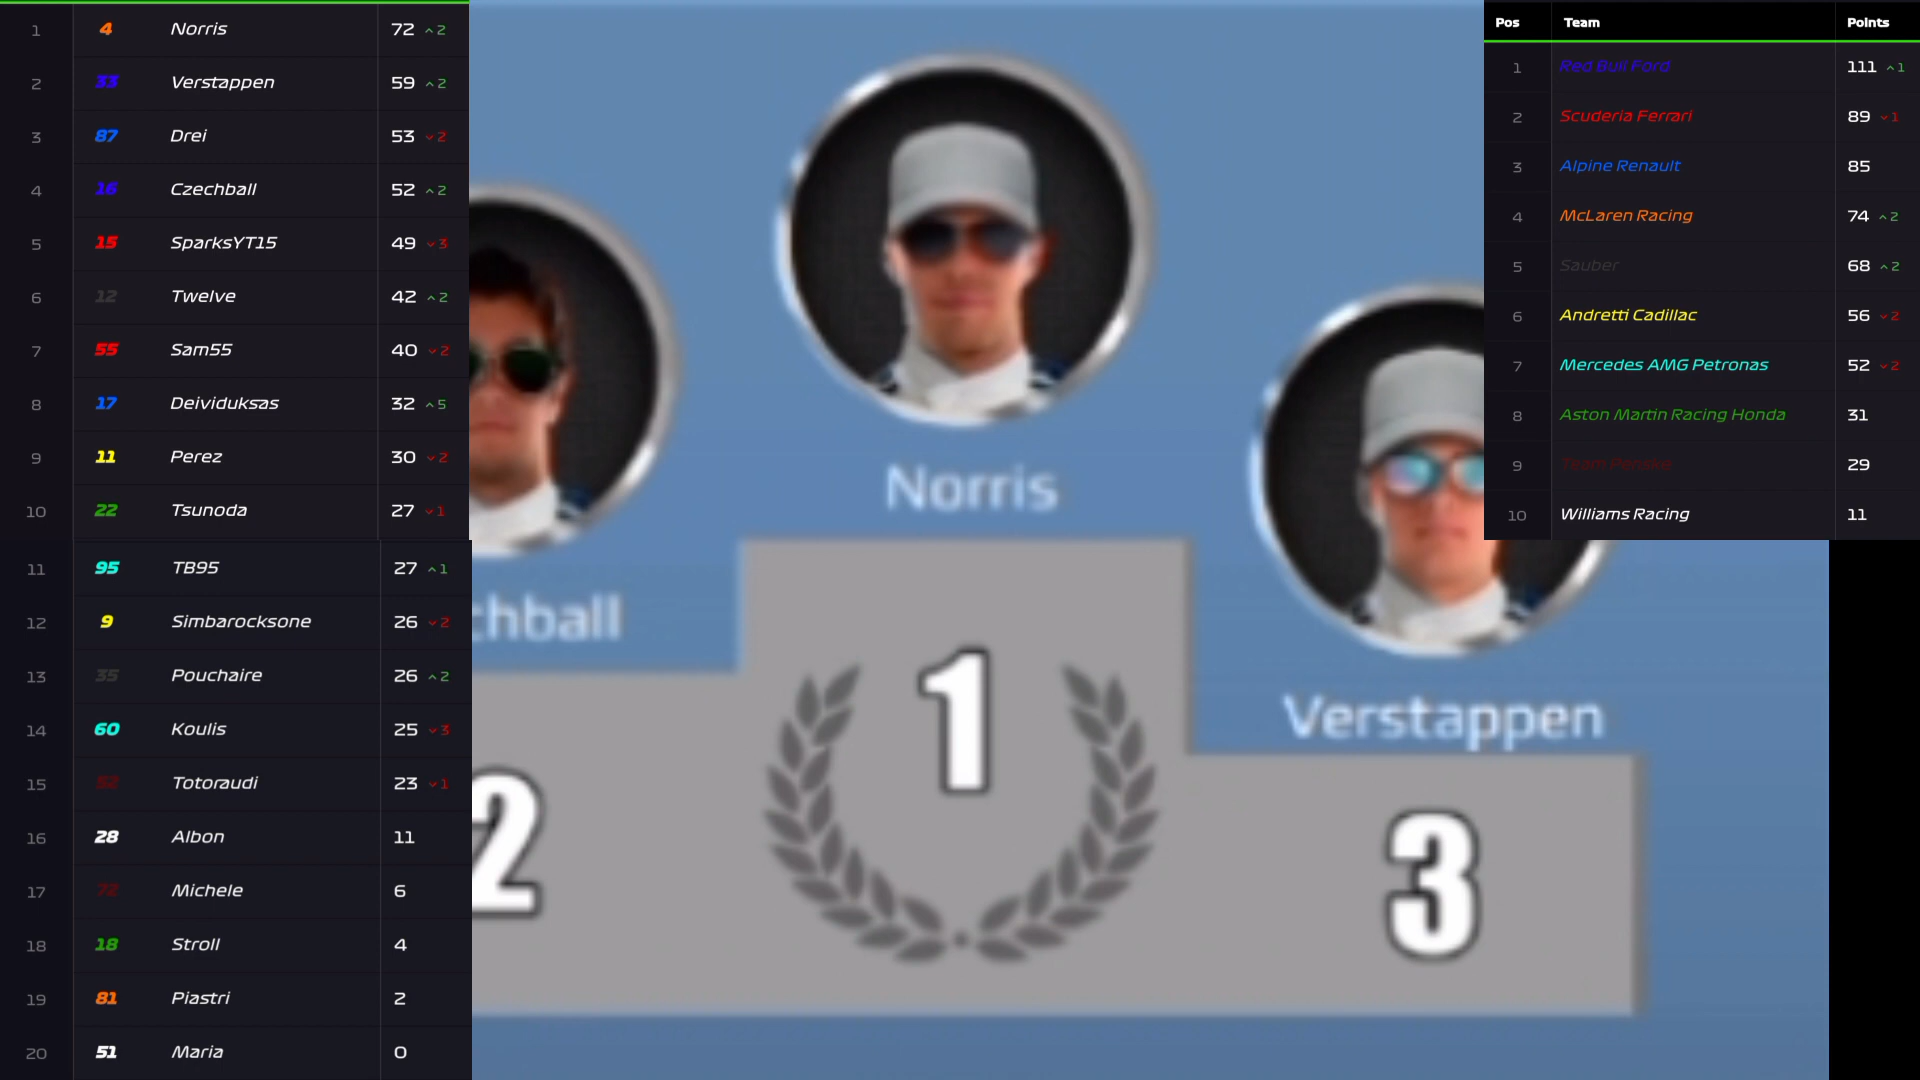 1 4 Norris 72 ^2
2 33 Verstappen 59 ^2
3 87 Drei 53 ⌄2
4 16 Czechball 52 ^2
5 15 SparksYT15 49 ⌄3
6 12 Twelve 42 ^2
7 55 Sam55 40 ⌄2
8 17 Deividuksas 32 ^5
9 11 Perez 30 ⌄2
10 22 Tsunoda 27 ⌄1
11 95 TB95 27 ^1
12 9 Simbarocksone 26 ⌄2
13 35 Pouchaire 26 ^2
14 60 Koulis 25 ⌄3
15 52 Totoraudi 23 ⌄1
16 28 Albon 11
17 72 Michele 6
18 18 Stroll 4
19 81 Piastri 2
20 51 Maria 0
Norris
chball
Verstappen
1
2
3
Pos Team Points
1 Red Bull Ford 111 ^1
2 Scuderia Ferrari 89 ⌄1
3 Alpine Renault 85
4 McLaren Racing 74 ^2
5 Sauber 68 ^2
6 Andretti Cadillac 56 ⌄2
7 Mercedes AMG Petronas 52 ⌄2
8 Aston Martin Racing Honda 31
9 Team Penske 29
10 Williams Racing 11